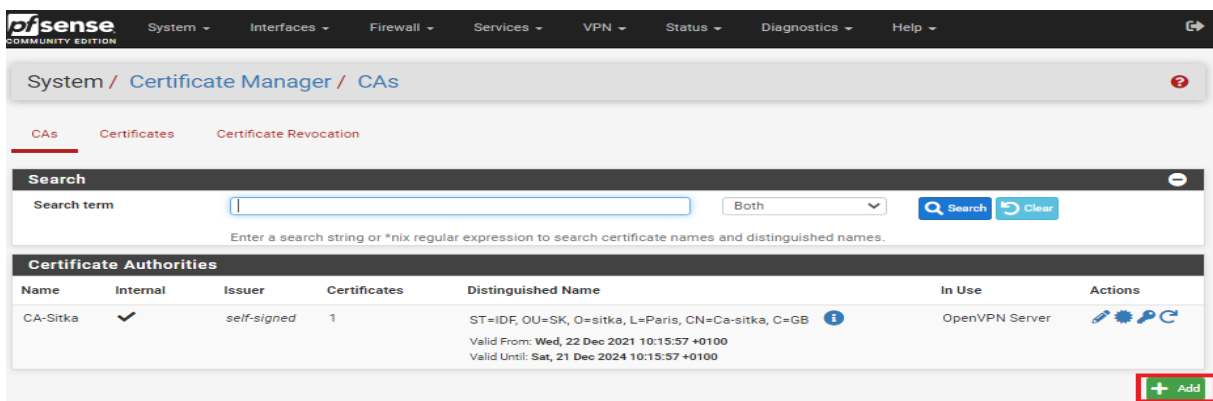 pfsense System Interfaces Firewall Services VPN Status Diagnostics Help
COMMUNITY EDITION
System / Certificate Manager / CAs
CAs Certificates Certificate Revocation
Search
Search term Both Search Clear
Enter a search string or *nix regular expression to search certificate names and distinguished names.
Certificate Authorities
Name Internal Issuer Certificates Distinguished Name In Use Actions
CA-Sitka self-signed 1 ST=IDF, OU=SK, O=sitka, L=Paris, CN=Ca-sitka, C=GB OpenVPN Server
Valid From: Wed, 22 Dec 2021 10:15:57 +0100
Valid Until: Sat, 21 Dec 2024 10:15:57 +0100
+ Add